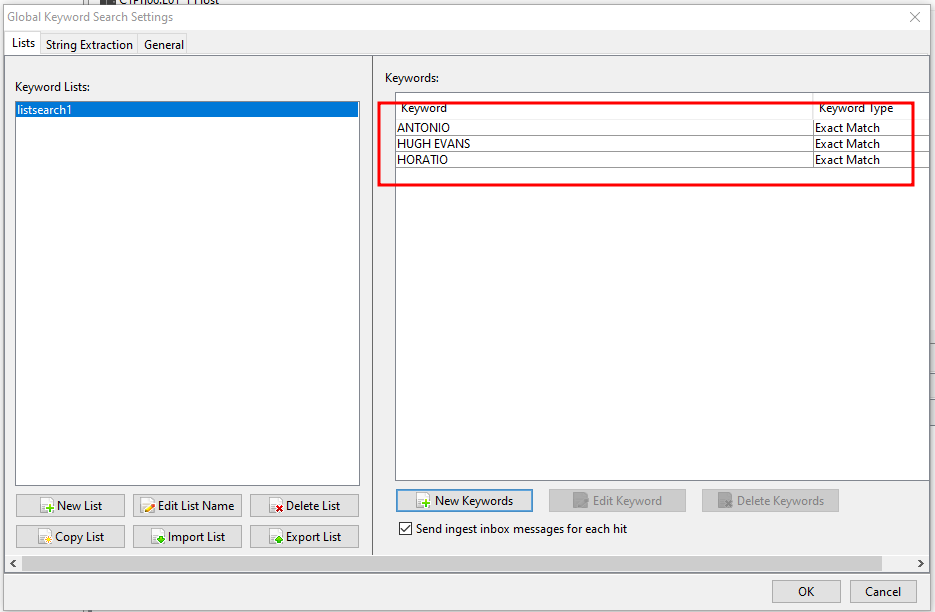 Global Keyword Search Settings
Lists
String Extraction
General
Keyword Lists:
listsearch1
Keywords:
Keyword
Keyword Type
ANTONIO
Exact Match
HUGH EVANS
Exact Match
HORATIO
Exact Match
New List
Edit List Name
Delete List
Copy List
Import List
Export List
New Keywords
Edit Keyword
Delete Keywords
Send ingest inbox messages for each hit
OK
Cancel